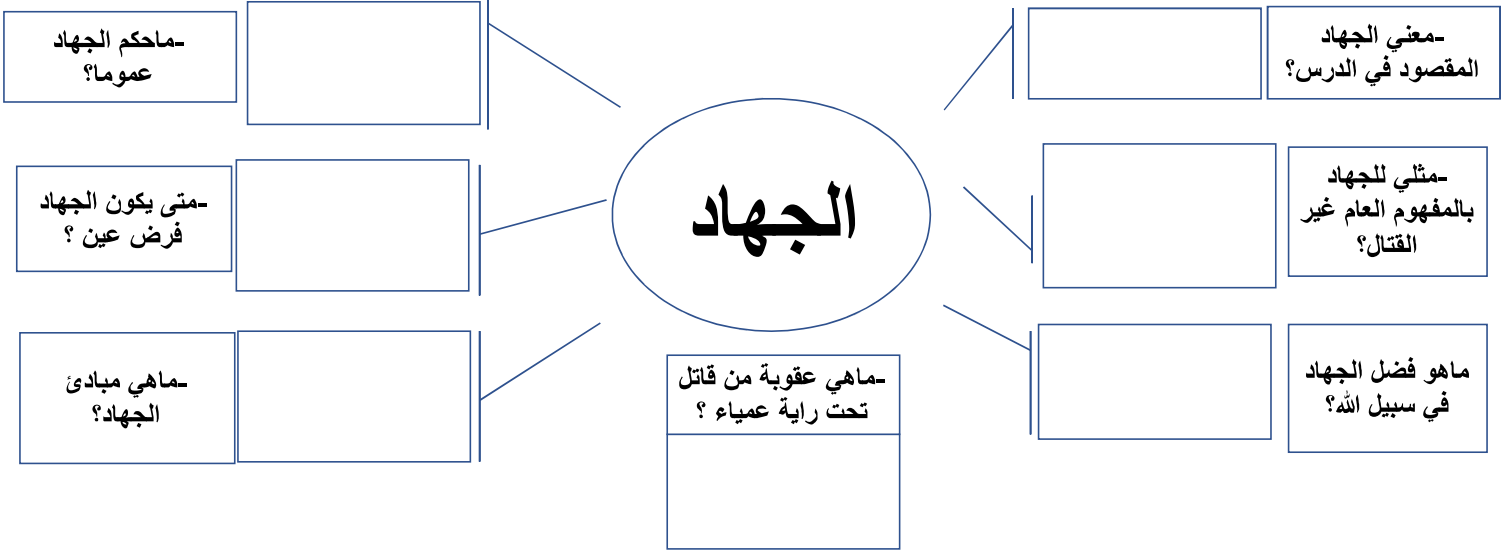 -معني الجهاد
المقصود في الدرس؟
-مثلي للجهاد
بالمفهوم العام غير
القتال؟
ماهو فضل الجهاد
في سبيل الله؟
الجهاد
-ماهي عقوبة من قاتل
تحت راية عمياء ؟
-ماحكم الجهاد
عموما؟
-متى يكون الجهاد
فرض عين ؟
-ماهي مبادئ
الجهاد؟